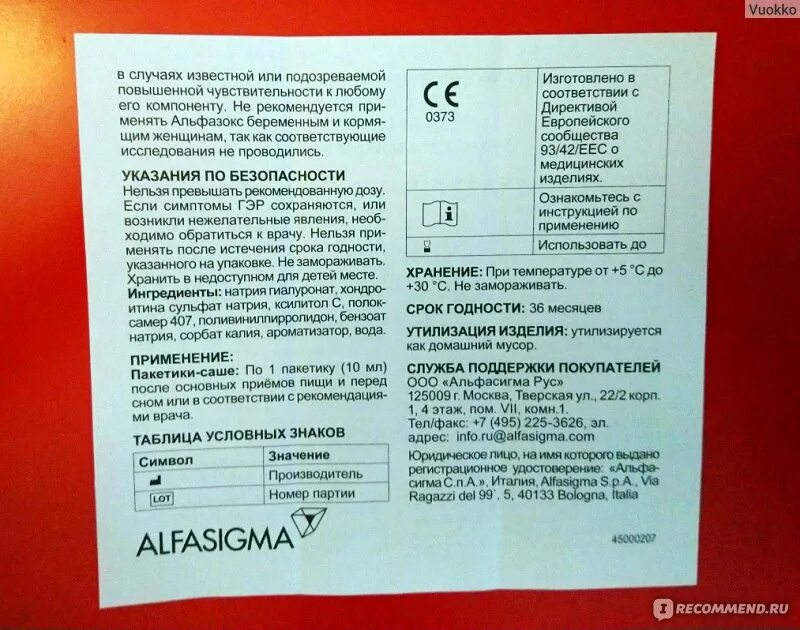 Vuokko
в случаях известной или подозреваемой
повышенной чувствительности к любому
его компоненту. Не рекомендуется при-
менять Альфазокс беременным и кормя-
щим женщинам, так как соответствующие
исследования не проводились.
УКАЗАНИЯ ПО БЕЗОПАСНОСТИ
Нельзя превышать рекомендованную дозу.
Если симптомы ГЭР сохраняются, или
возникли нежелательные явления, необ-
ходимо обратиться к врачу. Нельзя при-
менять после истечения срока годности,
указанного на упаковке. Не замораживать.
Хранить в недоступном для детей месте.
Ингредиенты: натрия гиалуронат, хондро-
итина сульфат натрия, ксилитол С, полок-
самер 407, поливинилпирролидон, бензоат
натрия, сорбат калия, ароматизатор, вода.
ПРИМЕНЕНИЕ:
Пакетики-саше: По 1 пакетику (10 мл)
после основных приёмов пищи и перед
сном или в соответствии с рекомендация-
ми врача.
ТАБЛИЦА УСЛОВНЫХ ЗНАКОВ
Символ Значение
Производитель
LOT Номер партии
ALFASIGMA
CE
0373
Изготовлено в
соответствии с
Директивой
Европейского
сообщества
93/42/EEC о
медицинских
изделиях.
i
Ознакомьтесь с
инструкцией по
применению
Использовать до
ХРАНЕНИЕ: При температуре от +5 °C до
+30 °C. Не замораживать.
СРОК ГОДНОСТИ: 36 месяцев
УТИЛИЗАЦИЯ ИЗДЕЛИЯ: утилизируется
как домашний мусор.
СЛУЖБА ПОДДЕРЖКИ ПОКУПАТЕЛЕЙ
ООО «Альфасигма Рус»
125009 г. Москва, Тверская ул., 22/2 корп.
1, 4 этаж, пом. VII, комн.1.
Тел/факс: +7 (495) 225-3626, эл.
адрес: info.ru@alfasigma.com
Юридическое лицо, на имя которого выдано
регистрационное удостоверение: «Альфа-
сигма С.п.А.», Италия, Alfasigma S.p.A., Via
Ragazzi del 99`, 5, 40133 Bologna, Italia
45000207
IRECOMMEND.RU